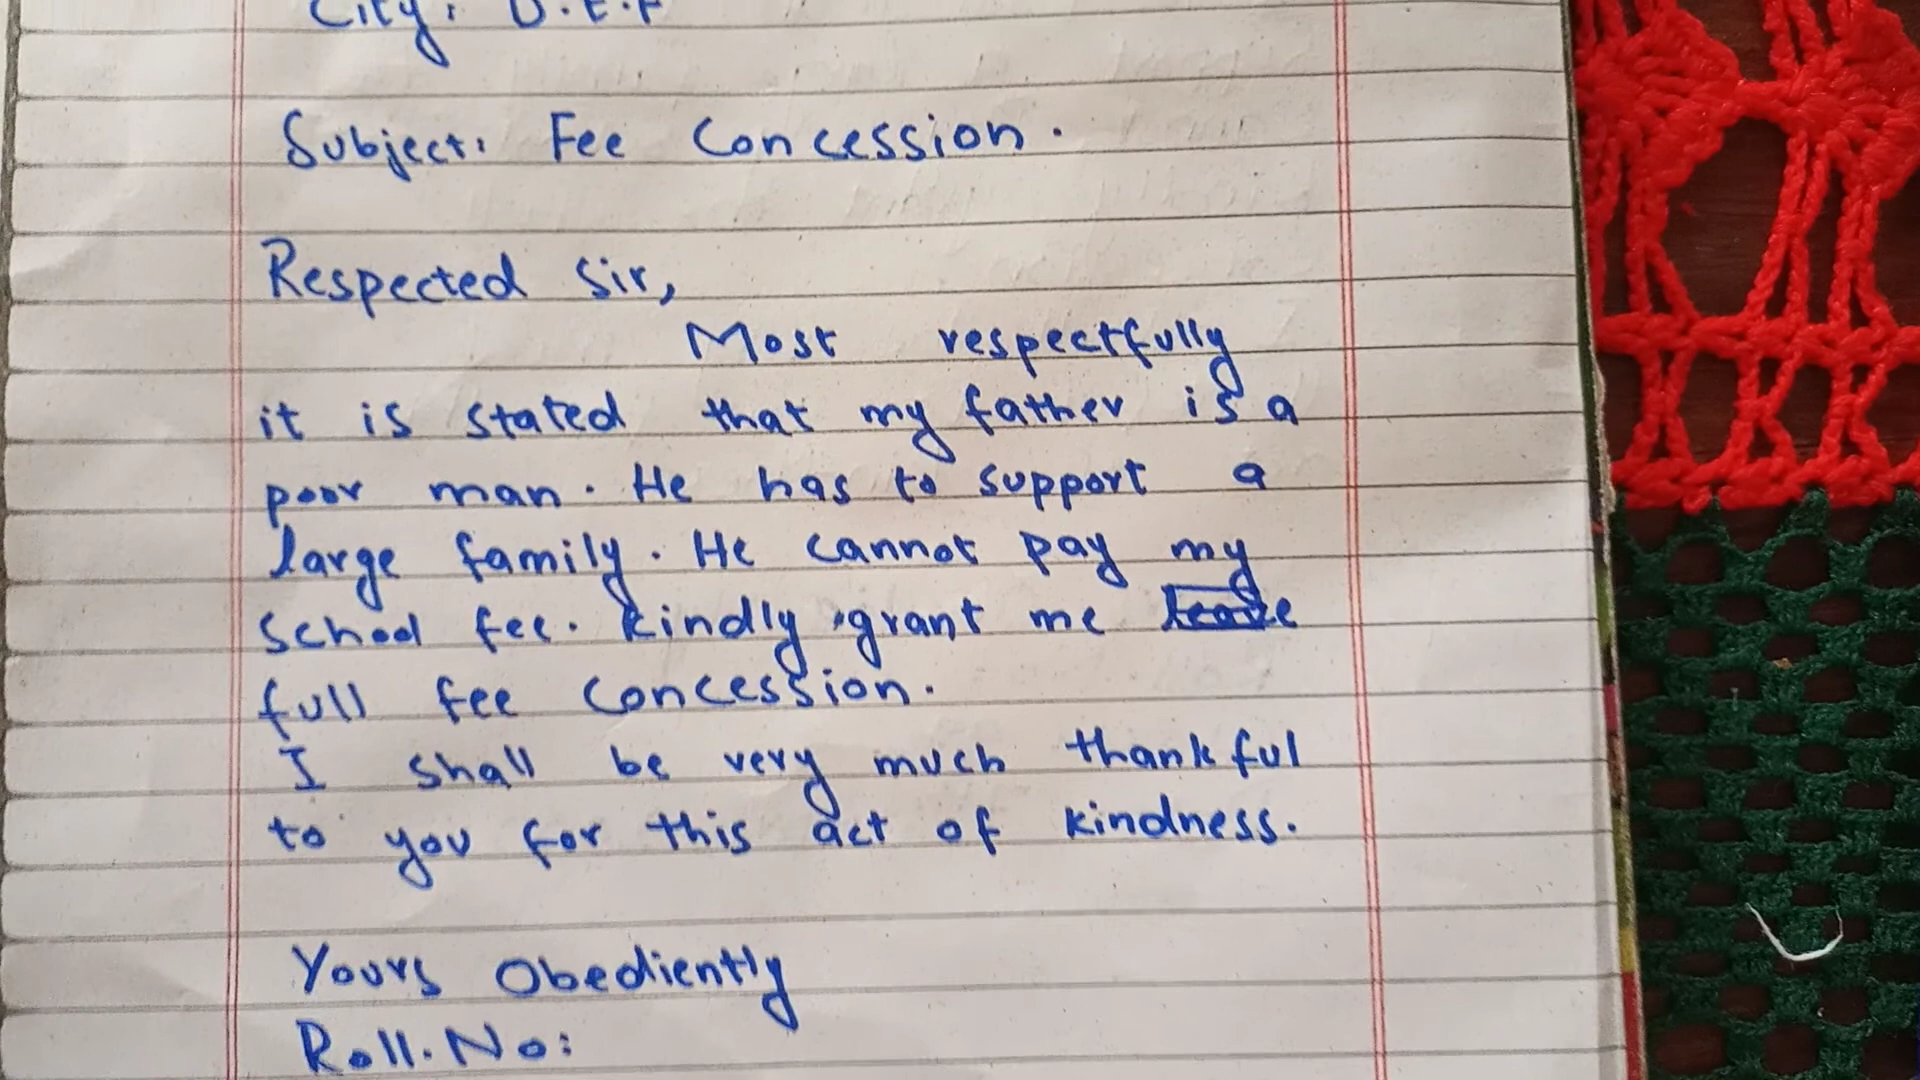 City:
Subject: Fee Concession.
Respected Sir,
Most respectfully
it is stated that my father is a
poor man. He has to support a
large family. He cannot pay my
school fee. kindly grant me
full fee concession.
I shall be very much thankful
to you for this act of kindness.
Yours Obediently
Roll.No: